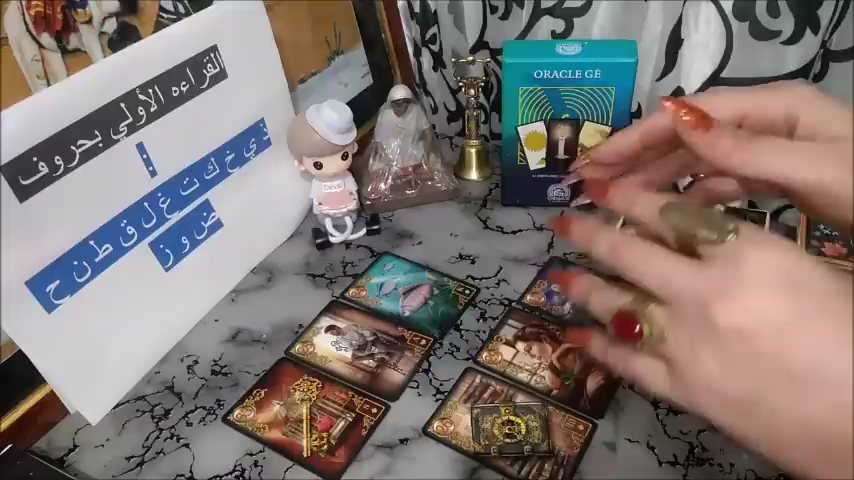 القراءه الأولي بحروف
:
ذ ي خ ك ت غ ل ق ط ن ح
ض و ز
ORACLE GÉ